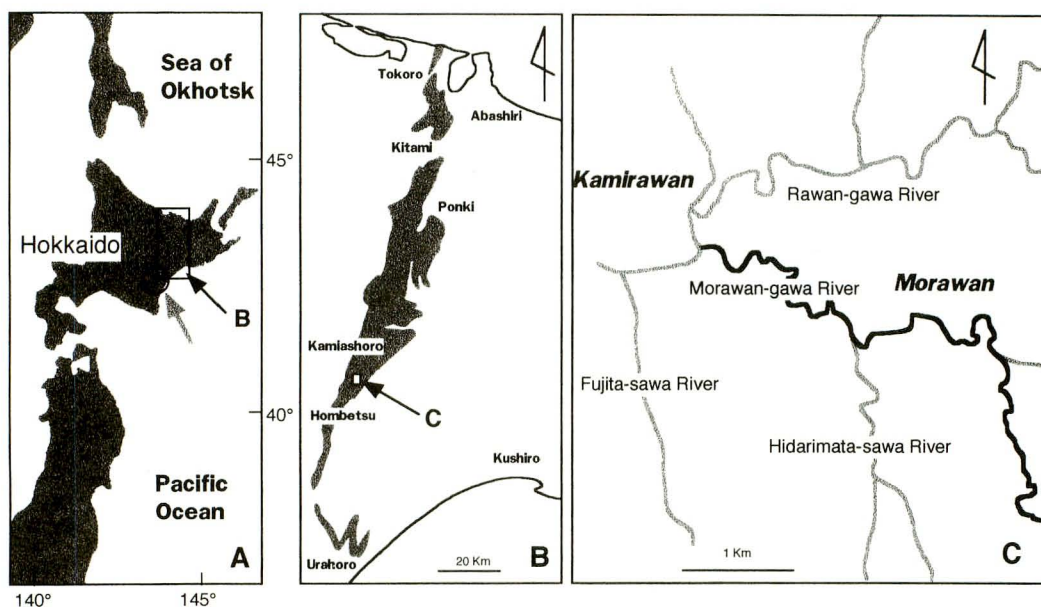 Sea of
Okhotsk
45°
Hokkaido
B
40°
Pacific
Ocean
A
140°
145°
Tokoro
Abashiri
Kitami
Ponki
Kamiashoro
C
Hombetsu
Kushiro
Urahoro
20 Km
B
Kamirawan
Rawan-gawa River
Morawan-gawa River
Morawan
Fujita-sawa River
Hidarimata-sawa River
1 Km
C